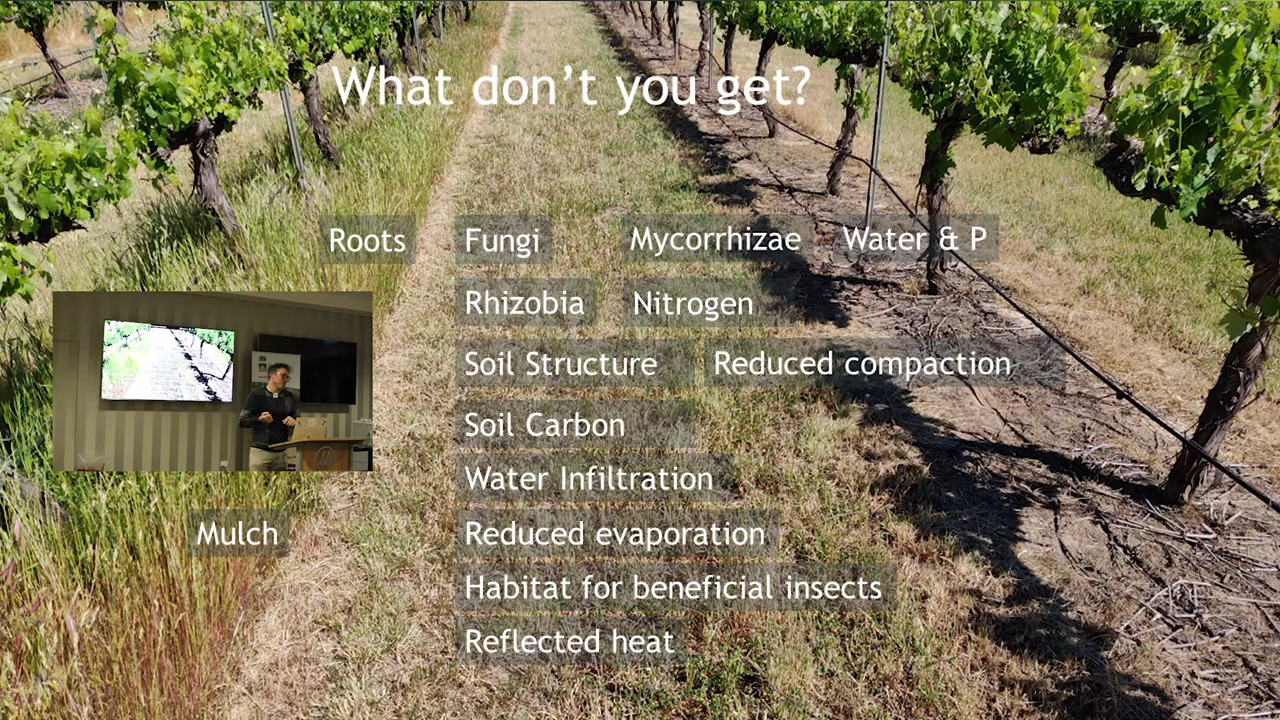 What don’t you get?
Roots Fungi Mycorrhizae Water & P
Rhizobia Nitrogen
Soil Structure Reduced compaction
Soil Carbon
Water Infiltration
Mulch Reduced evaporation
Habitat for beneficial insects
Reflected heat